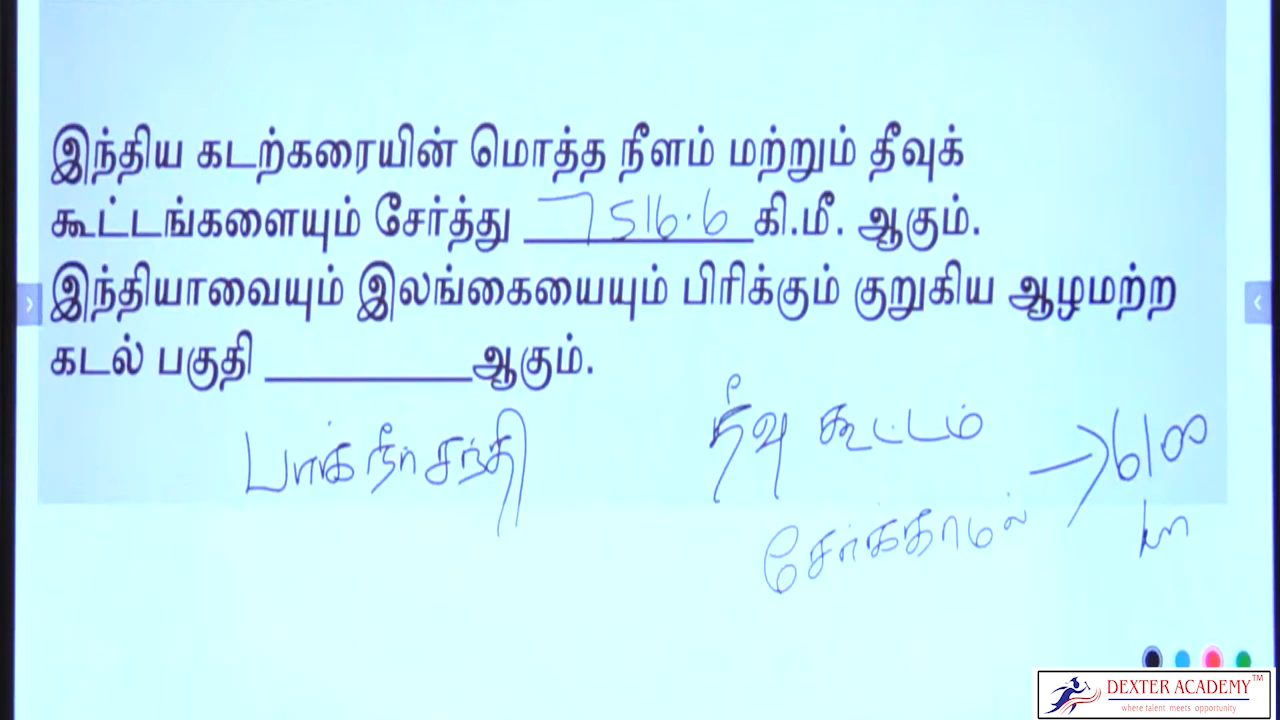 இந்திய கடற்கரையின் மொத்த நீளம் மற்றும் தீவுக்
கூட்டங்களையும் சேர்த்து 7516.6 கி.மீ. ஆகும்.
இந்தியாவையும் இலங்கையையும் பிரிக்கும் குறுகிய ஆழமற்ற
கடல் பகுதி __________ஆகும்.
பாக் நீர் சந்தி
தீவு கூட்டம்
சேர்க்காமல் → 6100
km
DEXTER ACADEMY™
where talent meets opportunity